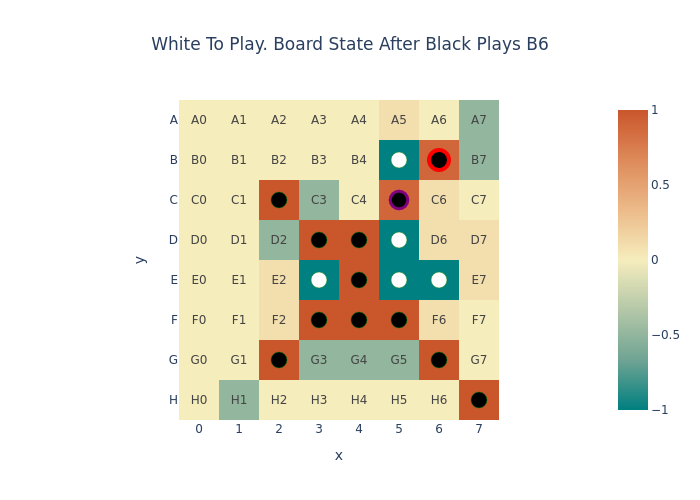 White To Play. Board State After Black Plays B6
A A0 A1 A2 A3 A4 A5 A6 A7 1
B B0 B1 B2 B3 B4 B7
C C0 C1 C3 C4 C6 C7 0.5
D D0 D1 D2 D6 D7
y 0
E E0 E1 E2 E7
F F0 F1 F2 F6 F7 −0.5
G G0 G1 G3 G4 G5 G7
H H0 H1 H2 H3 H4 H5 H6 −1
0 1 2 3 4 5 6 7
x